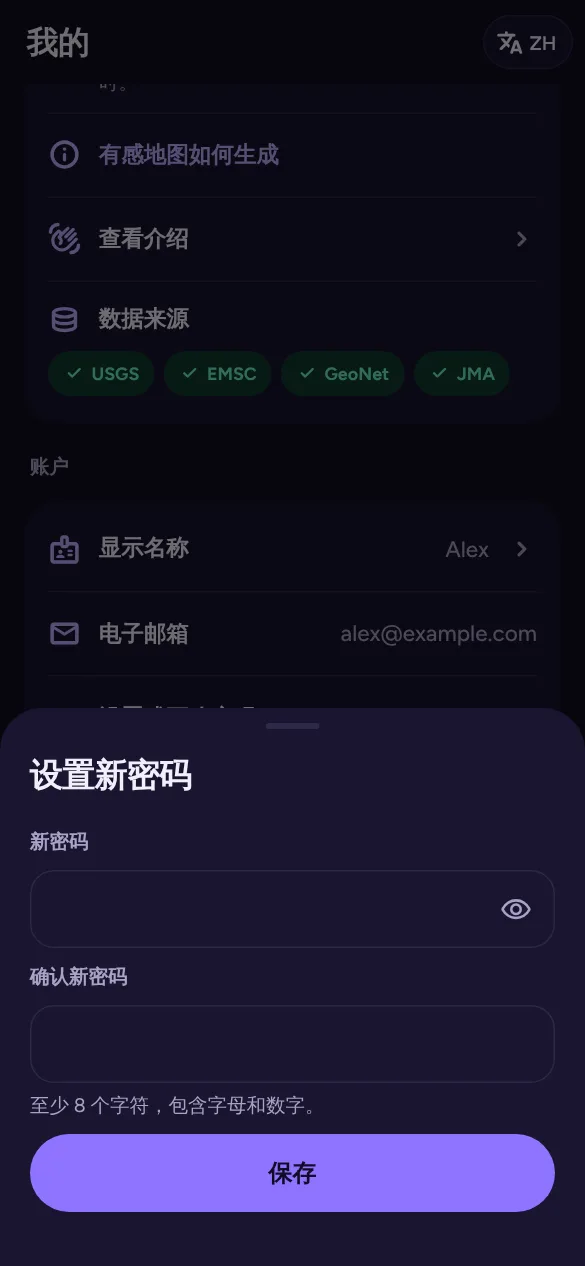 我的
ZH
有感地图如何生成
查看介绍
数据来源
USGS
EMSC
GeoNet
JMA
账户
显示名称
Alex
电子邮箱
alex@example.com
设置新密码
新密码
确认新密码
至少 8 个字符，包含字母和数字。
保存